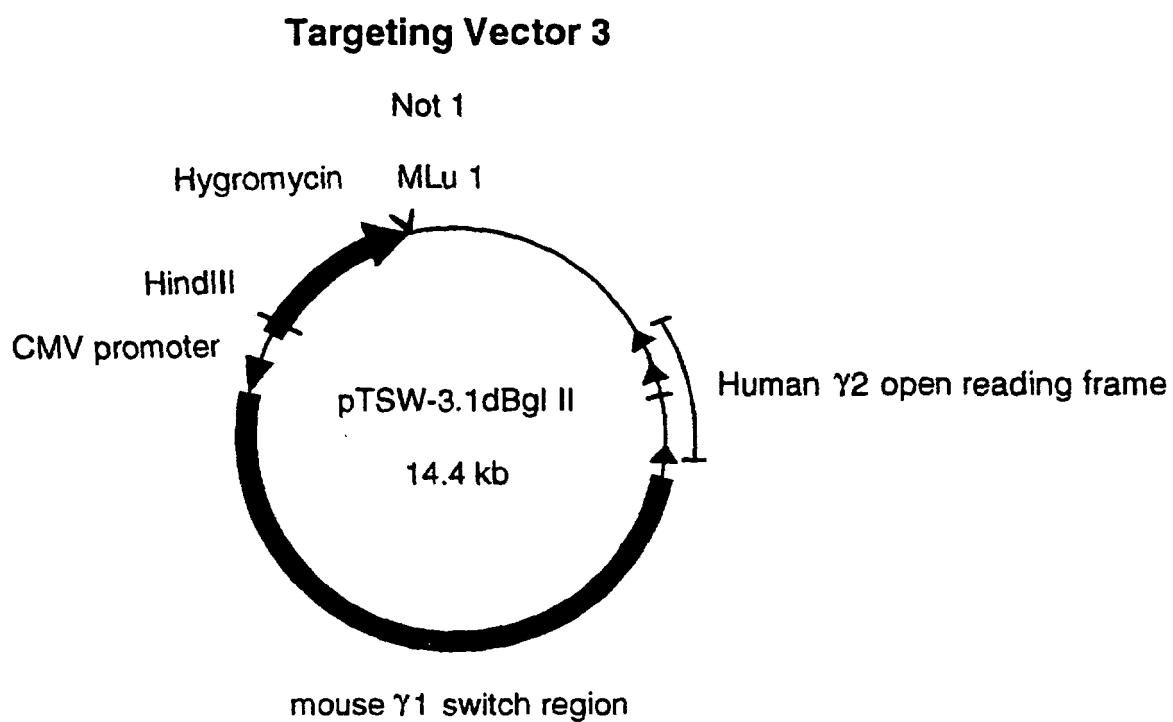 Targeting Vector 3
Not 1
Hygromycin
MLu 1
HindIII
CMV promoter
pTSW-3.1dBgl II
14.4 kb
Human γ2 open reading frame
mouse γ1 switch region